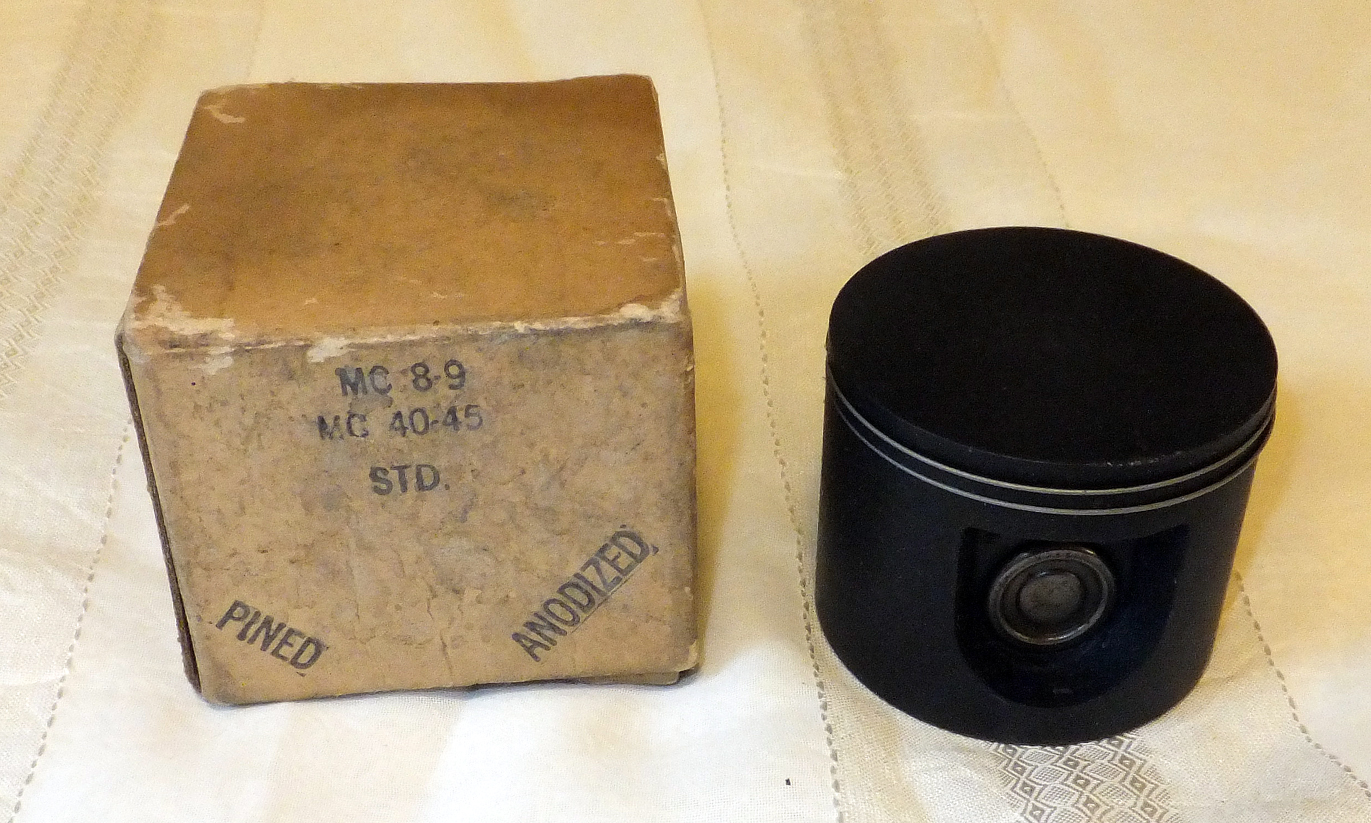 MC 8-9
MC 40-45
STD.
PINED
ANODIZED